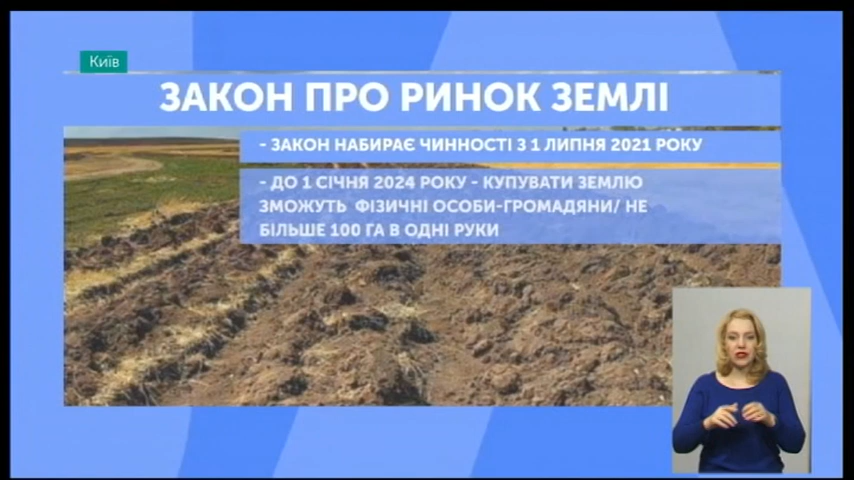 Київ
ЗАКОН ПРО РИНОК ЗЕМЛІ
- ЗАКОН НАБИРАЄ ЧИННОСТІ З 1 ЛИПНЯ 2021 РОКУ
- ДО 1 СІЧНЯ 2024 РОКУ - КУПУВАТИ ЗЕМЛЮ
ЗМОЖУТЬ ФІЗИЧНІ ОСОБИ-ГРОМАДЯНИ/ НЕ
БІЛЬШЕ 100 ГА В ОДНІ РУКИ